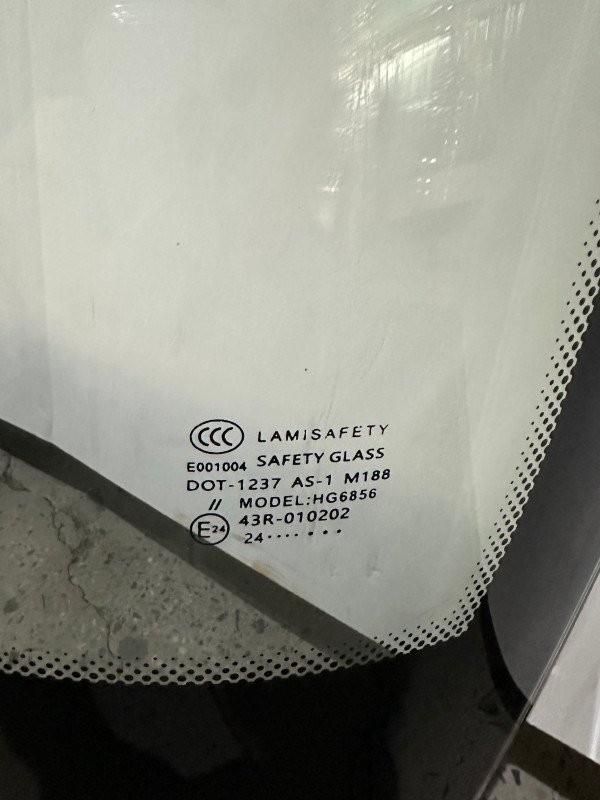 CCC LAMISAFETY
E001004 SAFETY GLASS
DOT-1237 AS-1 M188
// MODEL:HG6856
E24 43R-010202
24·······